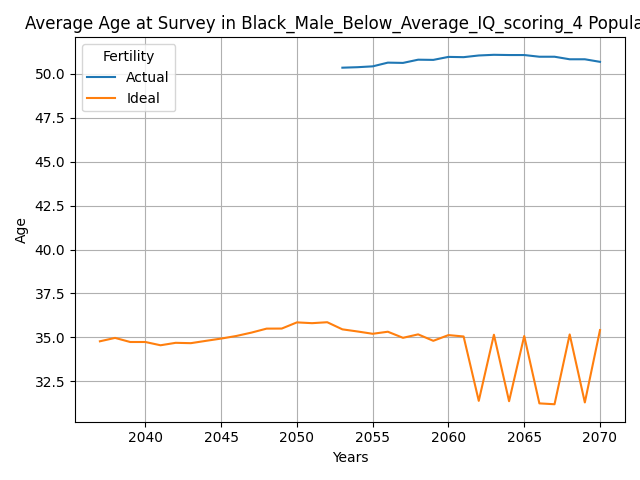 Average Age at Survey in Black_Male_Below_Average_IQ_scoring_4 Popula
Fertility
Actual
Ideal
50.0
47.5
45.0
42.5
40.0
37.5
35.0
32.5
Age
2040 2045 2050 2055 2060 2065 2070
Years